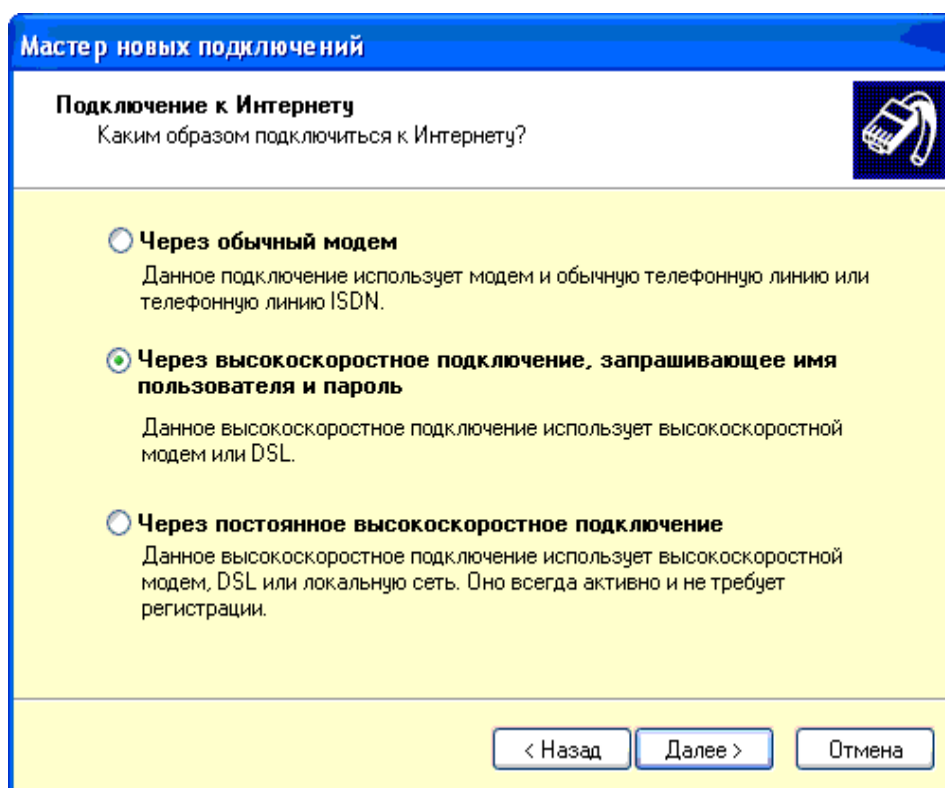 Мастер новых подключений
Подключение к Интернету
Каким образом подключиться к Интернету?
Через обычный модем
Данное подключение использует модем и обычную телефонную линию или
телефонную линию ISDN.
Через высокоскоростное подключение, запрашивающее имя
пользователя и пароль
Данное высокоскоростное подключение использует высокоскоростной
модем или DSL.
Через постоянное высокоскоростное подключение
Данное высокоскоростное подключение использует высокоскоростной
модем, DSL или локальную сеть. Оно всегда активно и не требует
регистрации.
< Назад Далее > Отмена